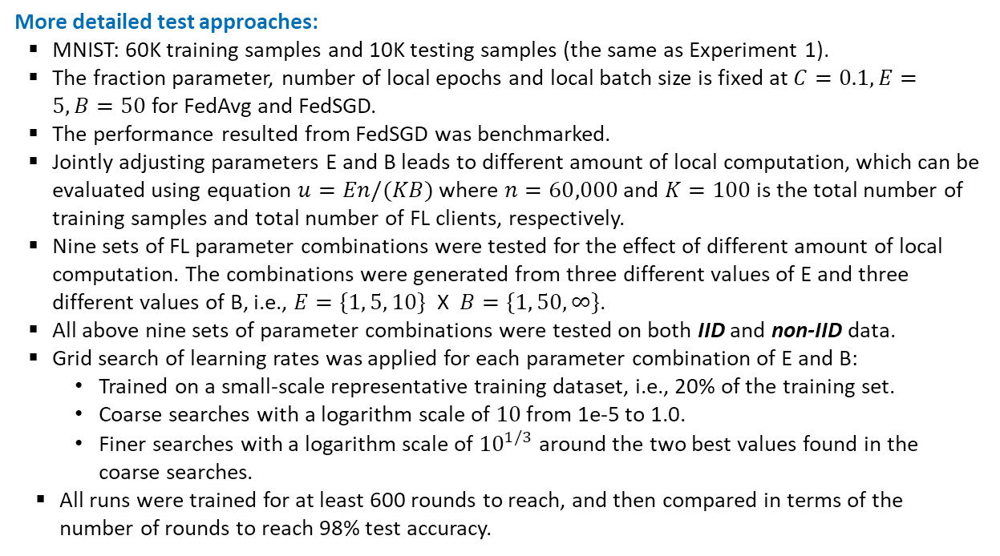 More detailed test approaches:
▪ MNIST: 60K training samples and 10K testing samples (the same as Experiment 1).
▪ The fraction parameter, number of local epochs and local batch size is fixed at C = 0.1, E =
5, B = 50 for FedAvg and FedSGD.
▪ The performance resulted from FedSGD was benchmarked.
▪ Jointly adjusting parameters E and B leads to different amount of local computation, which can be
evaluated using equation u = En/(KB) where n = 60,000 and K = 100 is the total number of
training samples and total number of FL clients, respectively.
▪ Nine sets of FL parameter combinations were tested for the effect of different amount of local
computation. The combinations were generated from three different values of E and three
different values of B, i.e., E = {1, 5, 10} X B = {1, 50, ∞}.
▪ All above nine sets of parameter combinations were tested on both IID and non-IID data.
▪ Grid search of learning rates was applied for each parameter combination of E and B:
• Trained on a small-scale representative training dataset, i.e., 20% of the training set.
• Coarse searches with a logarithm scale of 10 from 1e-5 to 1.0.
• Finer searches with a logarithm scale of 10^{1/3} around the two best values found in the
coarse searches.
▪ All runs were trained for at least 600 rounds to reach, and then compared in terms of the
number of rounds to reach 98% test accuracy.